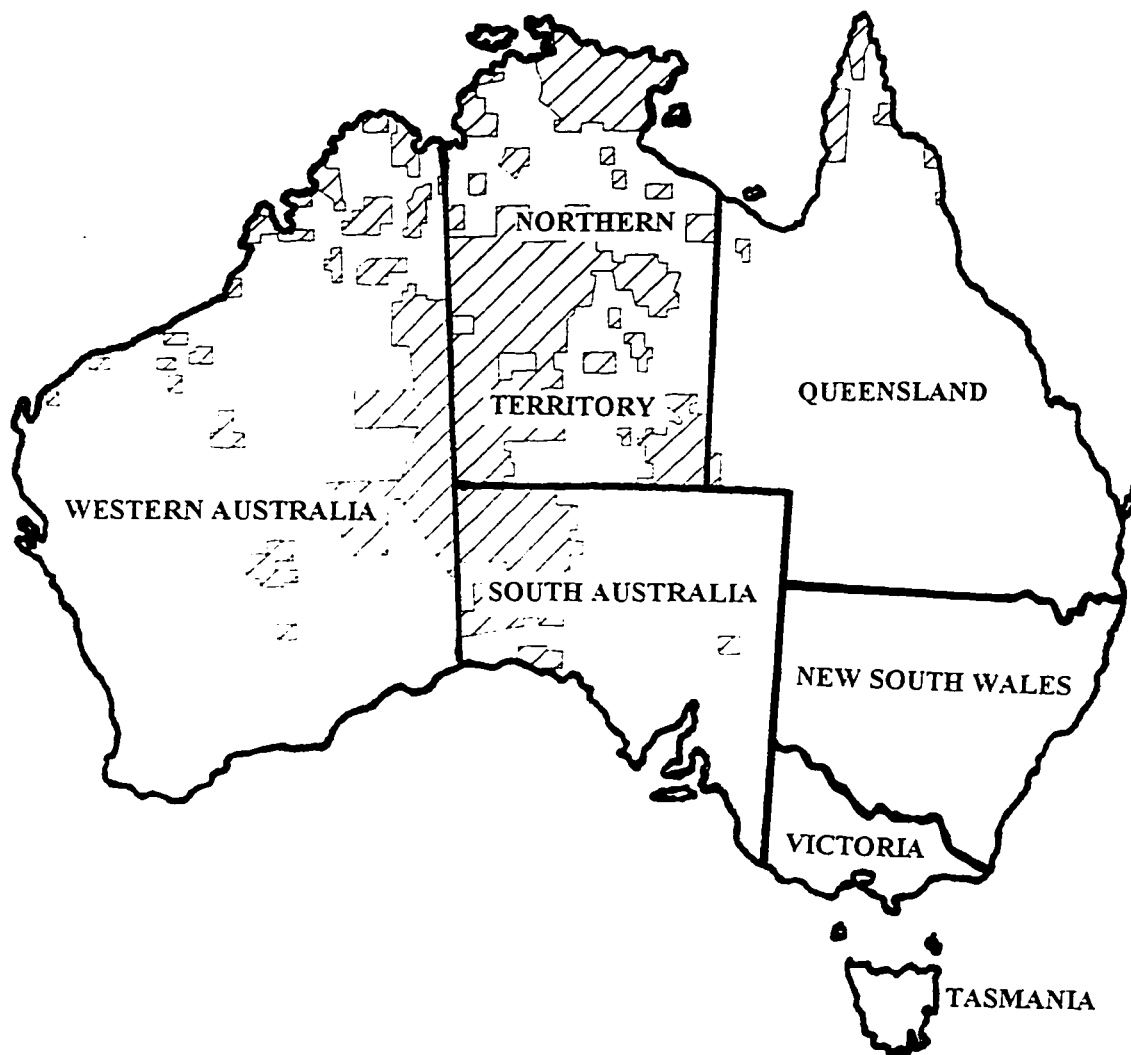 NORTHERN
TERRITORY
QUEENSLAND
WESTERN AUSTRALIA
SOUTH AUSTRALIA
NEW SOUTH WALES
VICTORIA
TASMANIA